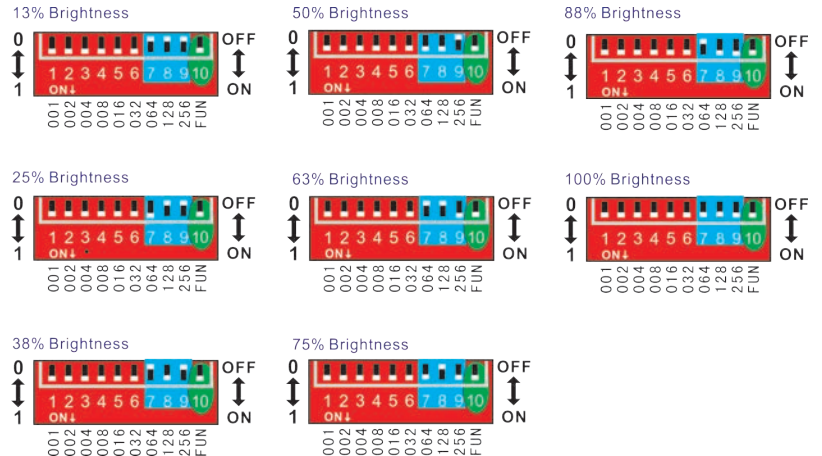 13% Brightness
0 OFF
1 2 3 4 5 6 7 8 9 10
1 ON↓ ON
001 002 004 008 016 032 064 128 256 FUN
50% Brightness
0 OFF
1 2 3 4 5 6 7 8 9 10
1 ON↓ ON
001 002 004 008 016 032 064 128 256 FUN
88% Brightness
0 OFF
1 2 3 4 5 6 7 8 9 10
1 ON↓ ON
001 002 004 008 016 032 064 128 256 FUN
25% Brightness
0 OFF
1 2 3 4 5 6 7 8 9 10
1 ON↓ ON
001 002 004 008 016 032 064 128 256 FUN
63% Brightness
0 OFF
1 2 3 4 5 6 7 8 9 10
1 ON↓ ON
001 002 004 008 016 032 064 128 256 FUN
100% Brightness
0 OFF
1 2 3 4 5 6 7 8 9 10
1 ON↓ ON
001 002 004 008 016 032 064 128 256 FUN
38% Brightness
0 OFF
1 2 3 4 5 6 7 8 9 10
1 ON↓ ON
001 002 004 008 016 032 064 128 256 FUN
75% Brightness
0 OFF
1 2 3 4 5 6 7 8 9 10
1 ON↓ ON
001 002 004 008 016 032 064 128 256 FUN